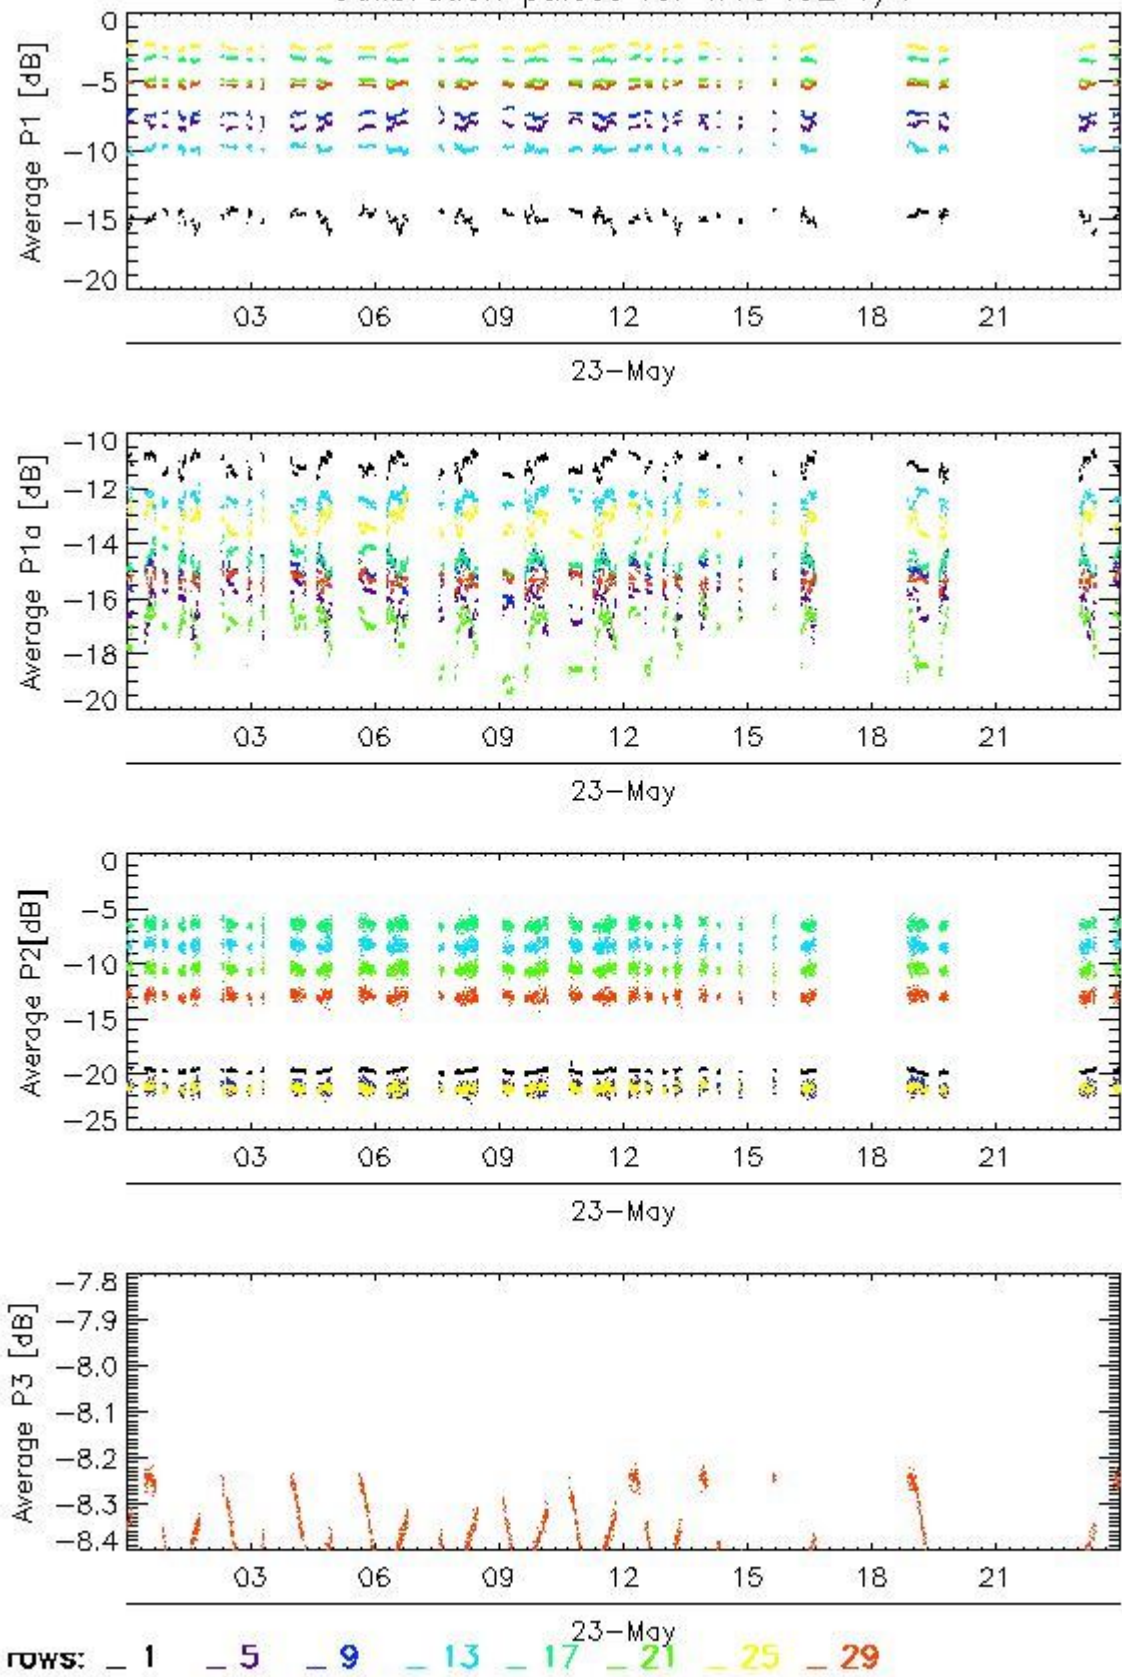 0
-5
-10
-15
-20
Average P1 [dB]
03 06 09 12 15 18 21
23-May
-10
-12
-14
-16
-18
-20
Average P1a [dB]
03 06 09 12 15 18 21
23-May
0
-5
-10
-15
-20
-25
Average P2[dB]
03 06 09 12 15 18 21
23-May
-7.8
-7.9
-8.0
-8.1
-8.2
-8.3
-8.4
Average P3 [dB]
03 06 09 12 15 18 21
23-May
rows: _ 1 _ 5 _ 9 _ 13 _ 17 _ 21 _ 25 _ 29